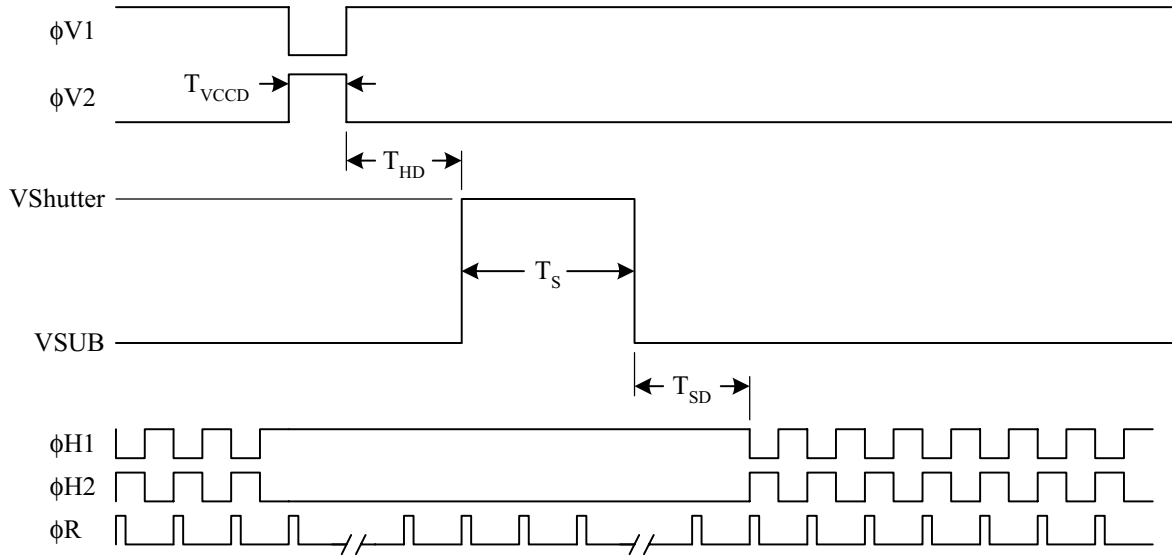 ϕV1
T_VCCD
ϕV2
T_HD
VShutter
T_S
VSUB
T_SD
ϕH1
ϕH2
ϕR